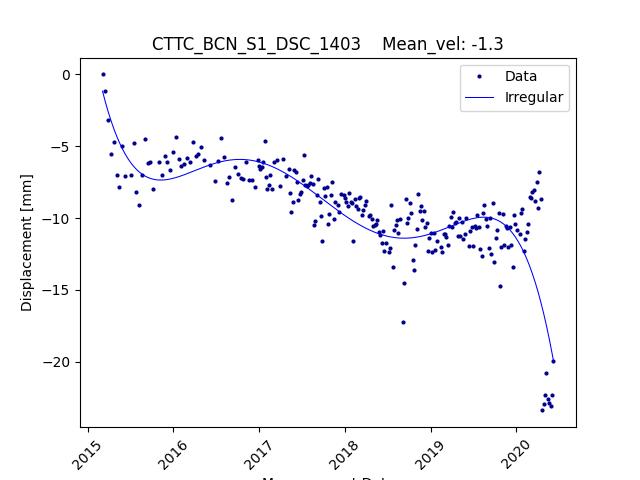 CTTC_BCN_S1_DSC_1403    Mean_vel: -1.3
Data
Irregular
Displacement [mm]
0
−5
−10
−15
−20
2015
2016
2017
2018
2019
2020